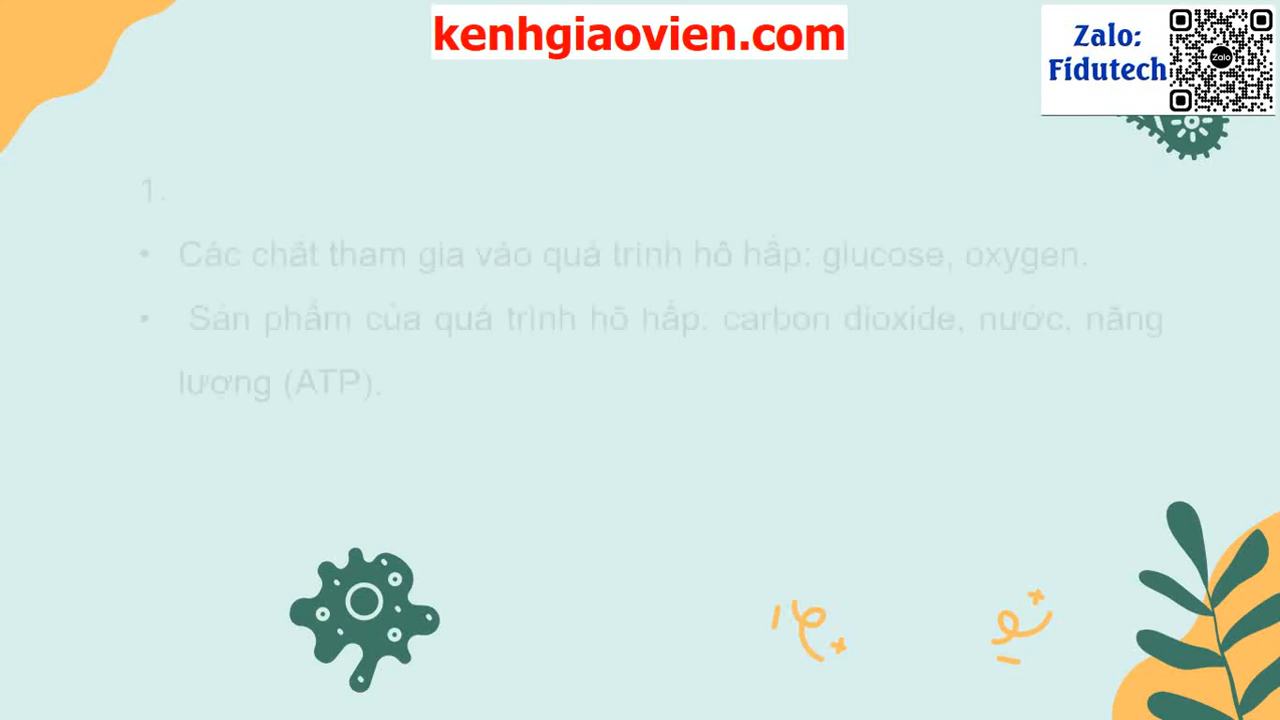 kenhgiaovien.com
Zalo:
Fidutech
Zalo
1.
• Các chất tham gia vào quá trình hô hấp: glucose, oxygen.
• Sản phẩm của quá trình hô hấp: carbon dioxide, nước, năng
lượng (ATP).